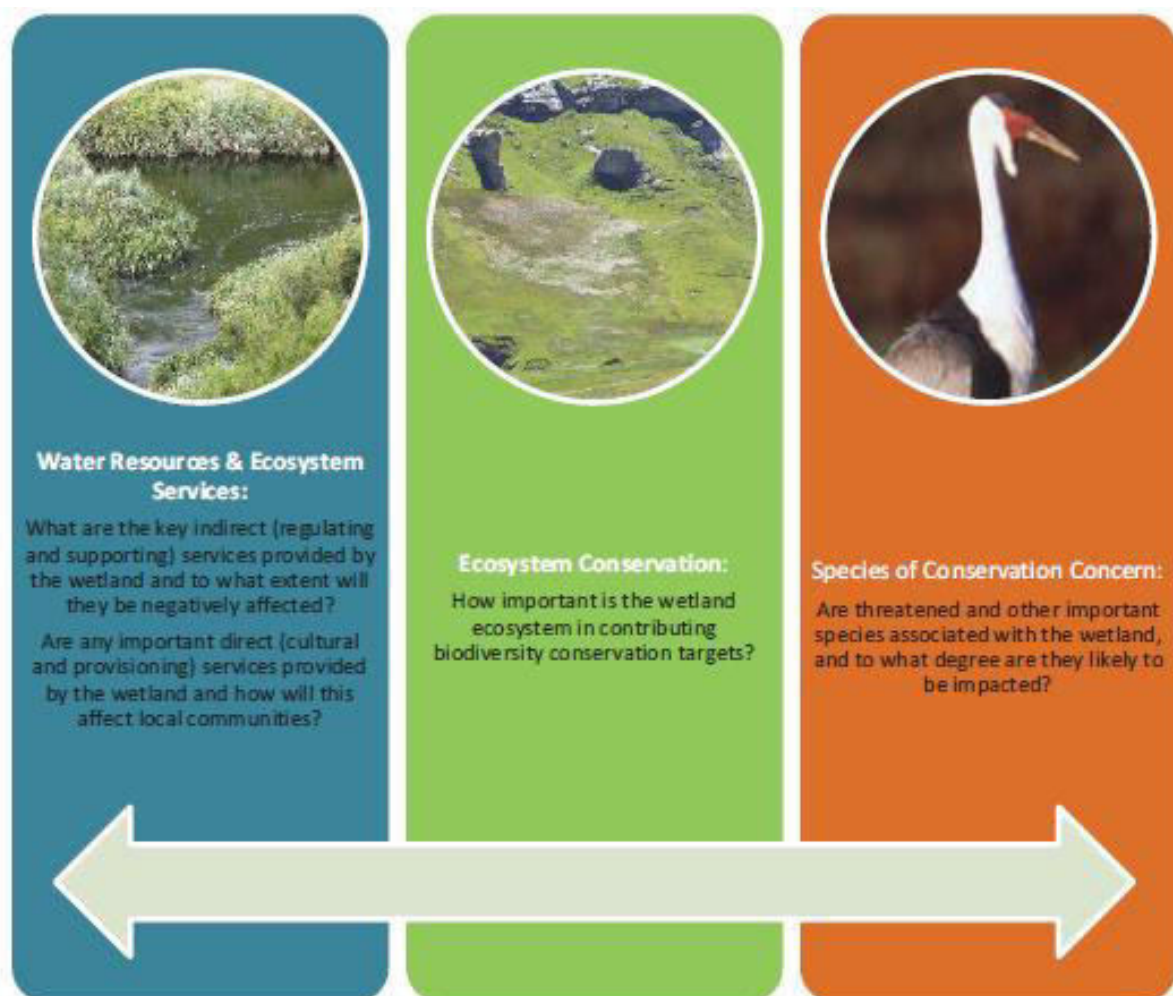 Water Resources & Ecosystem
Services:
What are the key indirect (regulating
and supporting) services provided by
the wetland and to what extent will
they be negatively affected?
Are any important direct (cultural
and provisioning) services provided
by the wetland and how will this
affect local communities?
Ecosystem Conservation:
How important is the wetland
ecosystem in contributing
biodiversity conservation targets?
Species of Conservation Concern:
Are threatened and other important
species associated with the wetland,
and to what degree are they likely to
be impacted?